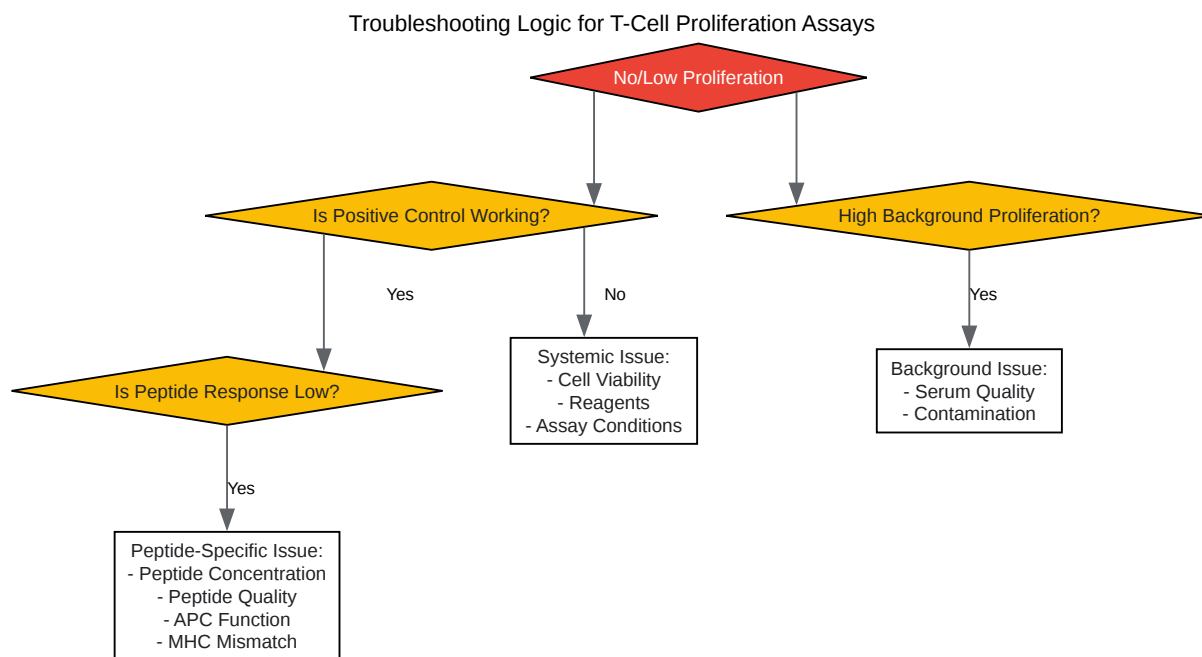 Troubleshooting Logic for T-Cell Proliferation Assays
No/Low Proliferation
Is Positive Control Working?
High Background Proliferation?
Yes
No
Yes
Is Peptide Response Low?
Systemic Issue:
- Cell Viability
- Reagents
- Assay Conditions
Background Issue:
- Serum Quality
- Contamination
Yes
Peptide-Specific Issue:
- Peptide Concentration
- Peptide Quality
- APC Function
- MHC Mismatch